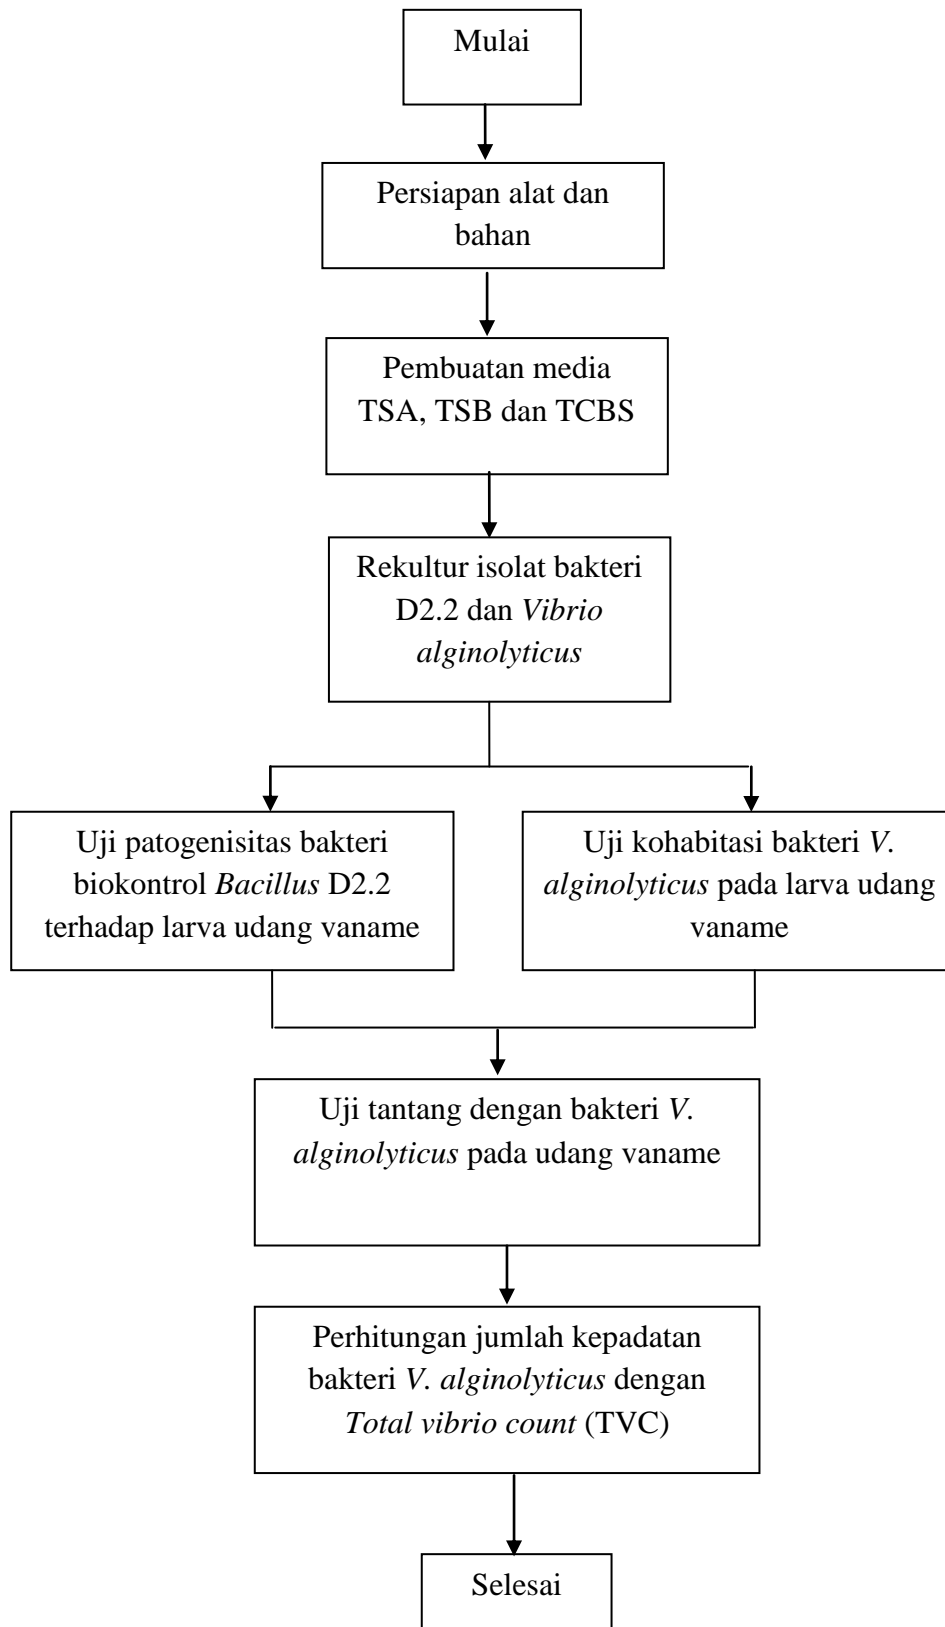 Mulai
Persiapan alat dan
bahan
Pembuatan media
TSA, TSB dan TCBS
Rekultur isolat bakteri
D2.2 dan Vibrio
alginolyticus
Uji patogenisitas bakteri
biokontrol Bacillus D2.2
terhadap larva udang vaname
Uji kohabitasi bakteri V.
alginolyticus pada larva udang
vaname
Uji tantang dengan bakteri V.
alginolyticus pada udang vaname
Perhitungan jumlah kepadatan
bakteri V. alginolyticus dengan
Total vibrio count (TVC)
Selesai